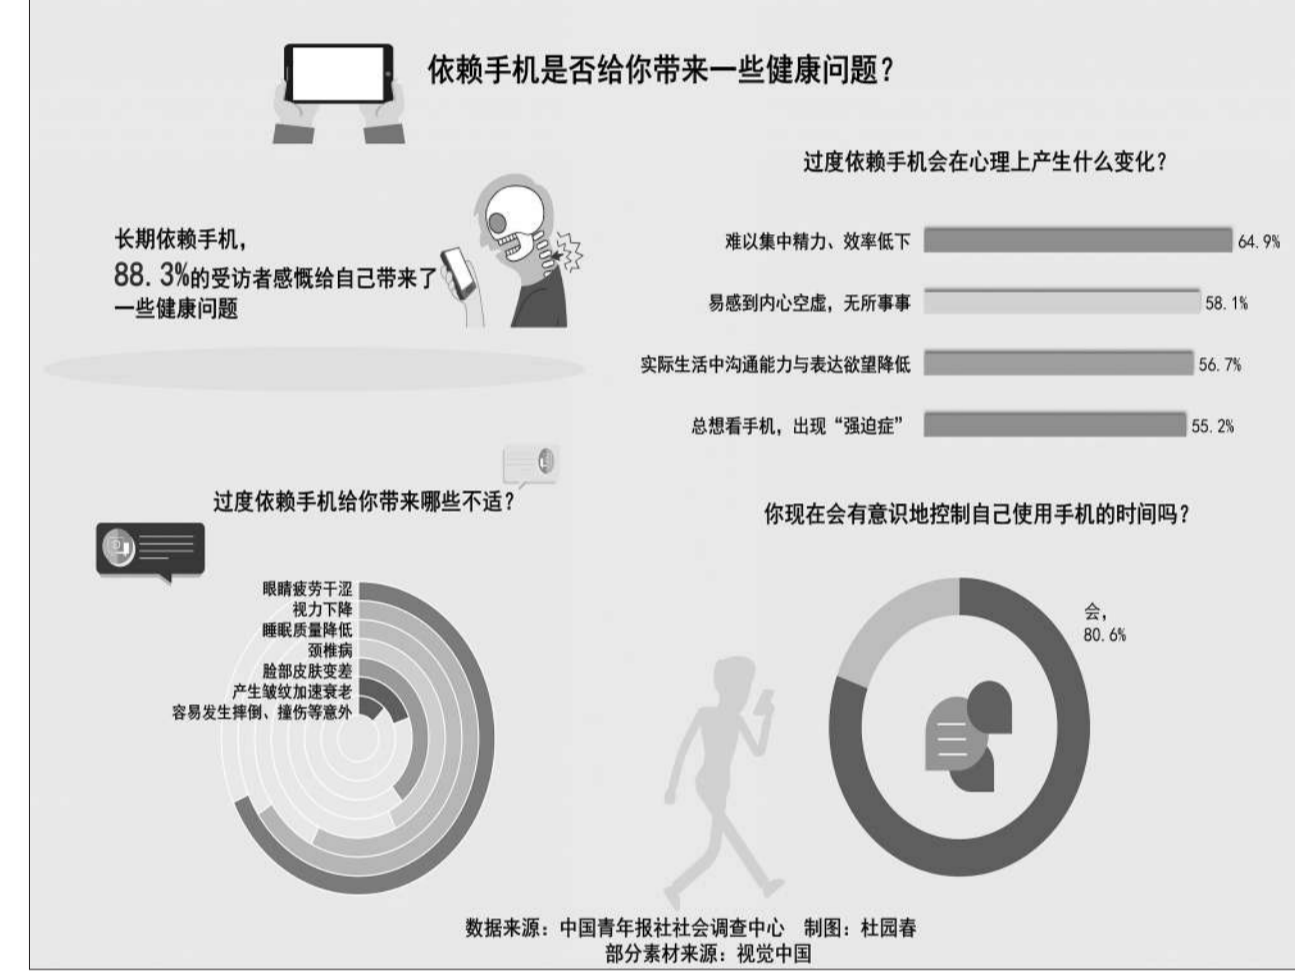 依赖手机是否给你带来一些健康问题？
长期依赖手机，
88.3%的受访者感慨给自己带来了
一些健康问题
过度依赖手机会在心理上产生什么变化？
难以集中精力、效率低下 64.9%
易感到内心空虚，无所事事 58.1%
实际生活中沟通能力与表达欲望降低 56.7%
总想看手机，出现“强迫症” 55.2%
过度依赖手机给你带来哪些不适？
眼睛疲劳干涩
视力下降
睡眠质量降低
颈椎病
脸部皮肤变差
产生皱纹加速衰老
容易发生摔倒、撞伤等意外
你现在会有意识地控制自己使用手机的时间吗？
会，
80.6%
数据来源：中国青年报社社会调查中心 制图：杜园春
部分素材来源：视觉中国